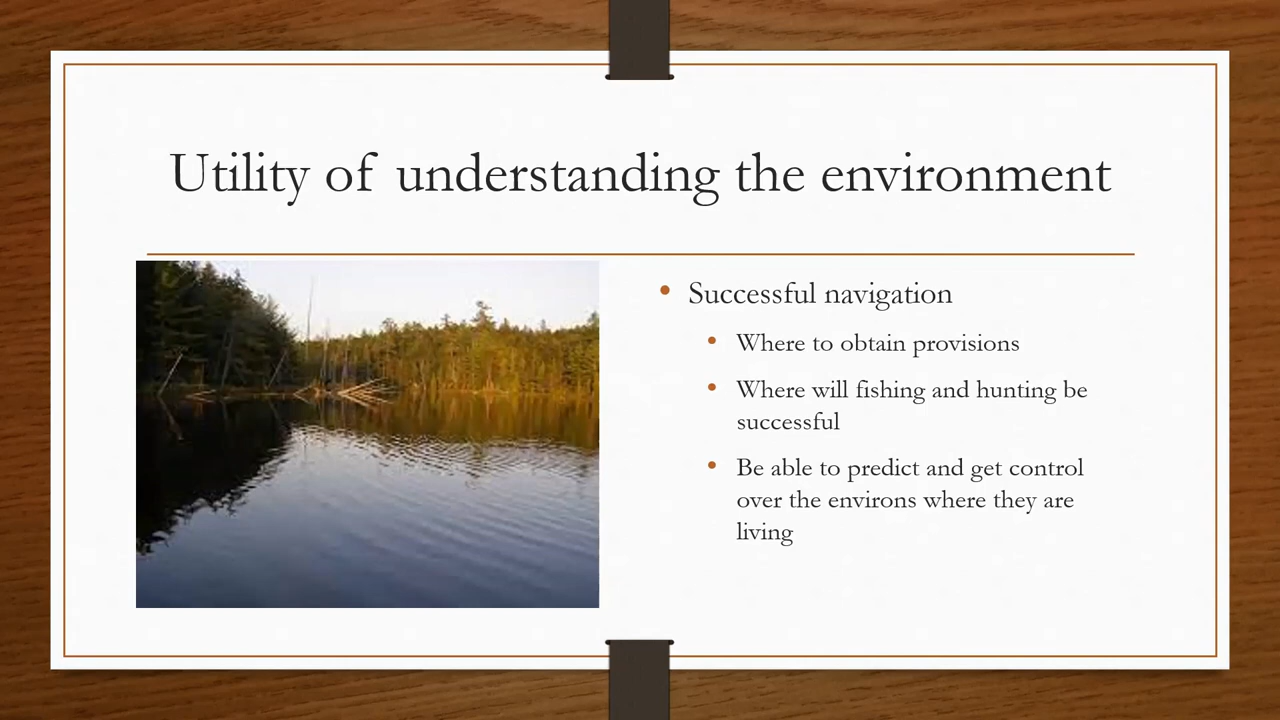 Utility of understanding the environment
• Successful navigation
• Where to obtain provisions
• Where will fishing and hunting be
successful
• Be able to predict and get control
over the environs where they are
living